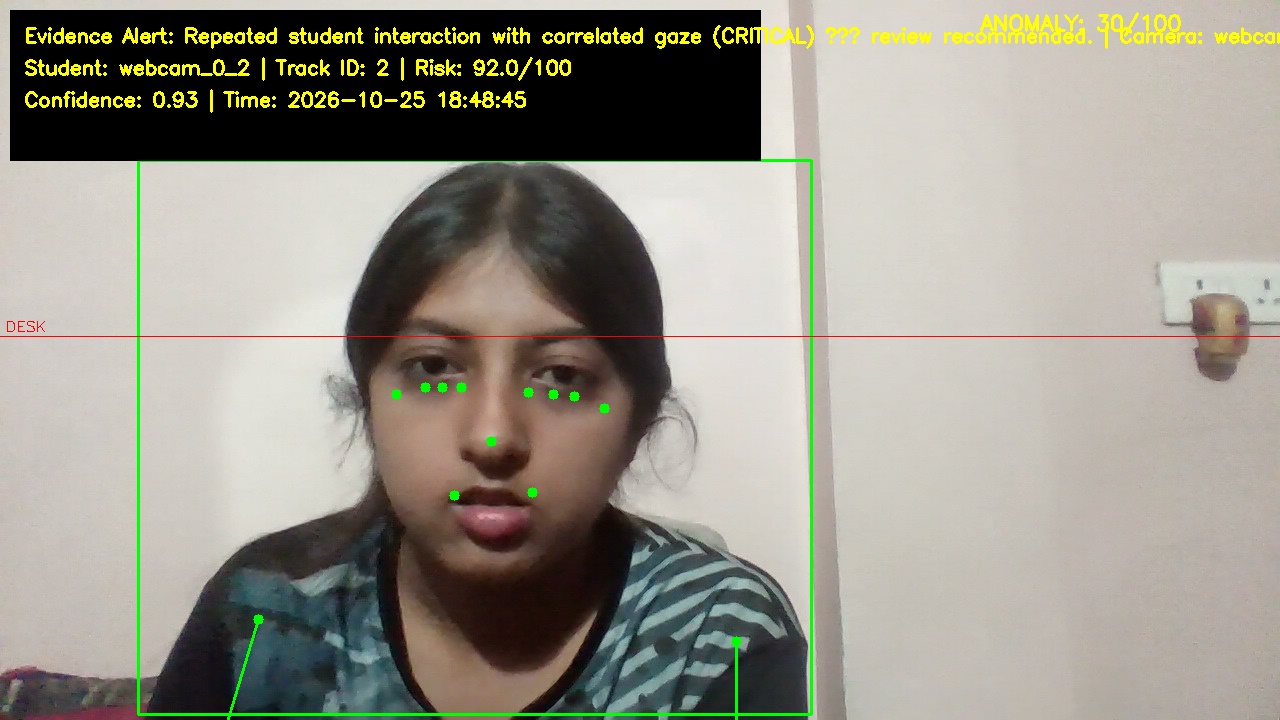 Evidence Alert: Repeated student interaction with correlated gaze (CRITICAL) ??? review recommended. | Camera: webcam
ANOMALY: 30/100
Student: webcam_0_2 | Track ID: 2 | Risk: 92.0/100
Confidence: 0.93 | Time: 2026-10-25 18:48:45
DESK